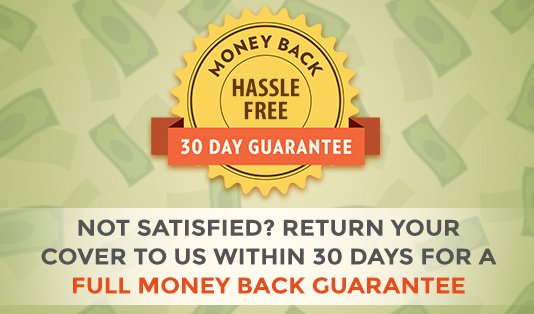 MONEY BACK
HASSLE
FREE
30 DAY GUARANTEE
NOT SATISFIED? RETURN YOUR
COVER TO US WITHIN 30 DAYS FOR A
FULL MONEY BACK GUARANTEE